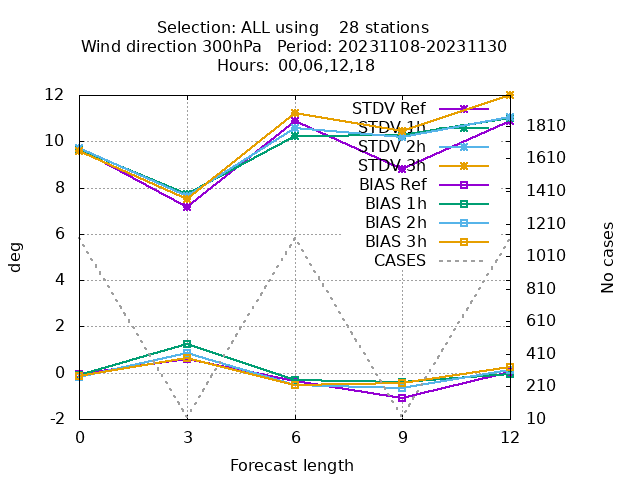 Selection: ALL using    28 stations
Wind direction 300hPa   Period: 20231108-20231130
Hours: 00,06,12,18
STDV Ref
STDV 1h
STDV 2h
STDV 3h
BIAS Ref
BIAS 1h
BIAS 2h
BIAS 3h
CASES
12
10
8
6
4
2
0
-2
deg
1810
1610
1410
1210
1010
810
610
410
210
10
No cases
0 3 6 9 12
Forecast length